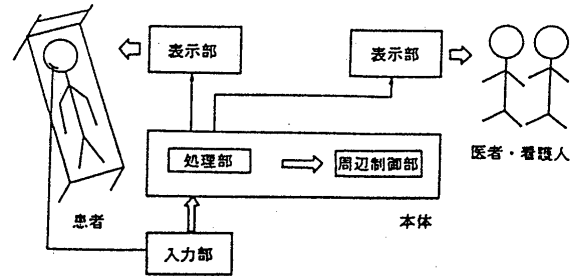 表示部
表示部
処理部
周辺制御部
医者・看護人
患者
本体
入力部